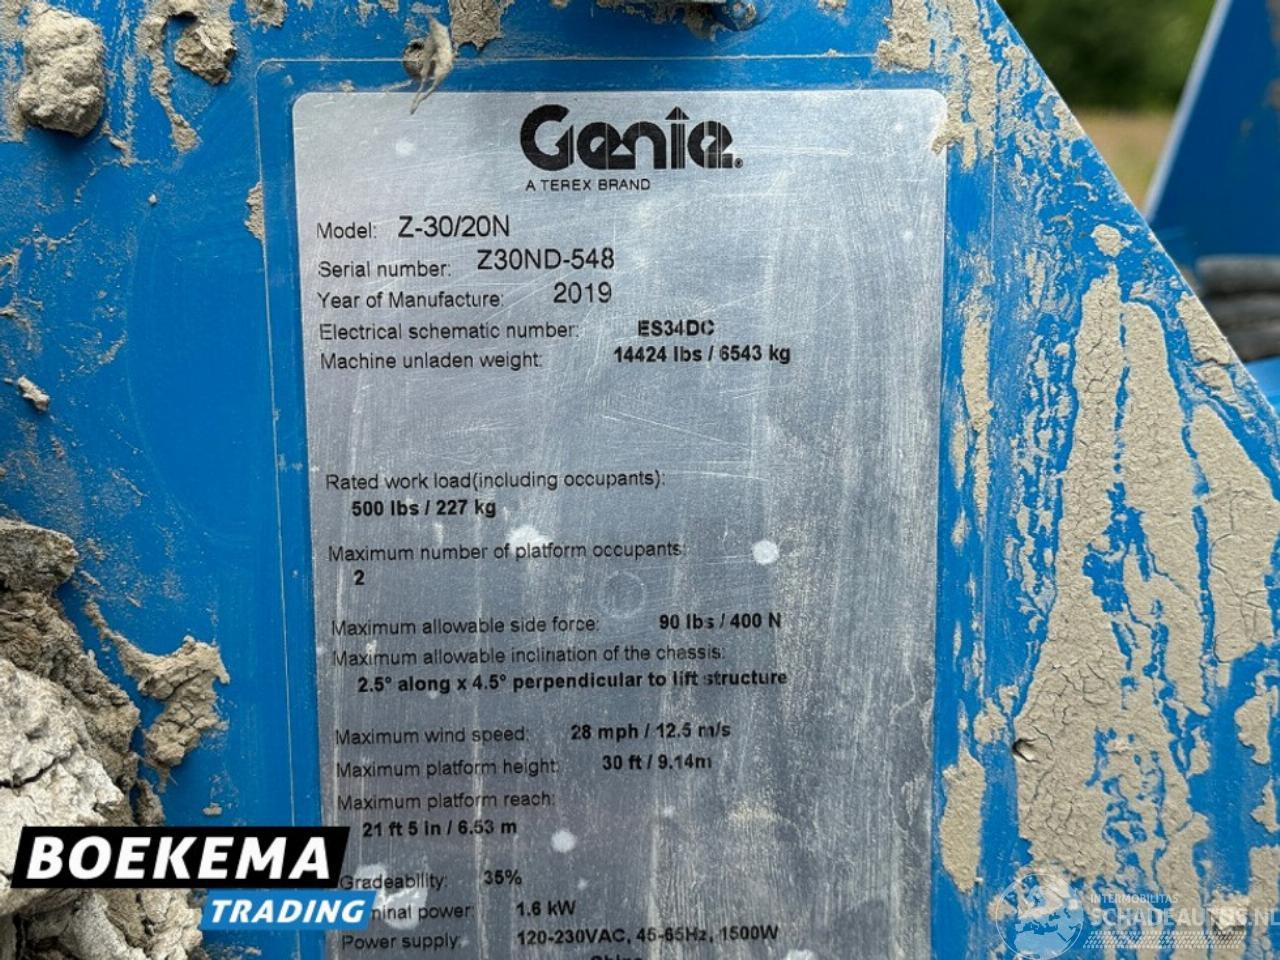 Genie.
A TEREX BRAND
Model: Z-30/20N
Serial number: Z30ND-548
Year of Manufacture: 2019
Electrical schematic number: ES34DC
Machine unladen weight: 14424 lbs / 6543 kg
Rated work load(including occupants):
500 lbs / 227 kg
Maximum number of platform occupants:
2
Maximum allowable side force: 90 lbs / 400 N
Maximum allowable inclination of the chassis:
2.5° along x 4.5° perpendicular to lift structure
Maximum wind speed: 28 mph / 12.5 m/s
Maximum platform height: 30 ft / 9.14m
Maximum platform reach:
21 ft 5 in / 6.53 m
Gradeability: 35%
power: 1.6 kW
Power supply: 120-230VAC, 45-65Hz, 1500W
China
BOEKEMA
TRADING
INTERMOBILITAS
SCHADEAUTOS.NL